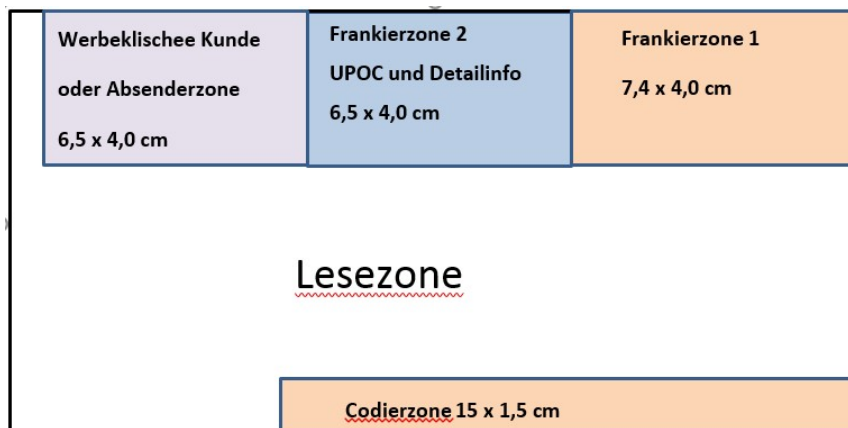 Werbeklischee Kunde
oder Absenderzone
6,5 x 4,0 cm
Frankierzone 2
UPOC und Detailinfo
6,5 x 4,0 cm
Frankierzone 1
7,4 x 4,0 cm
Lesezone
Codierzone 15 x 1,5 cm